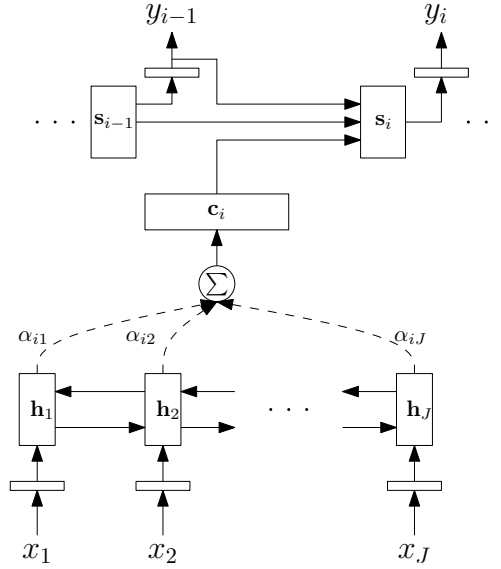 y_{i−1} y_i
. . . s_{i−1} s_i . .
c_i
∑
α_{i1} α_{i2} α_{iJ}
h_1 h_2 . . . h_J
x_1 x_2 x_J